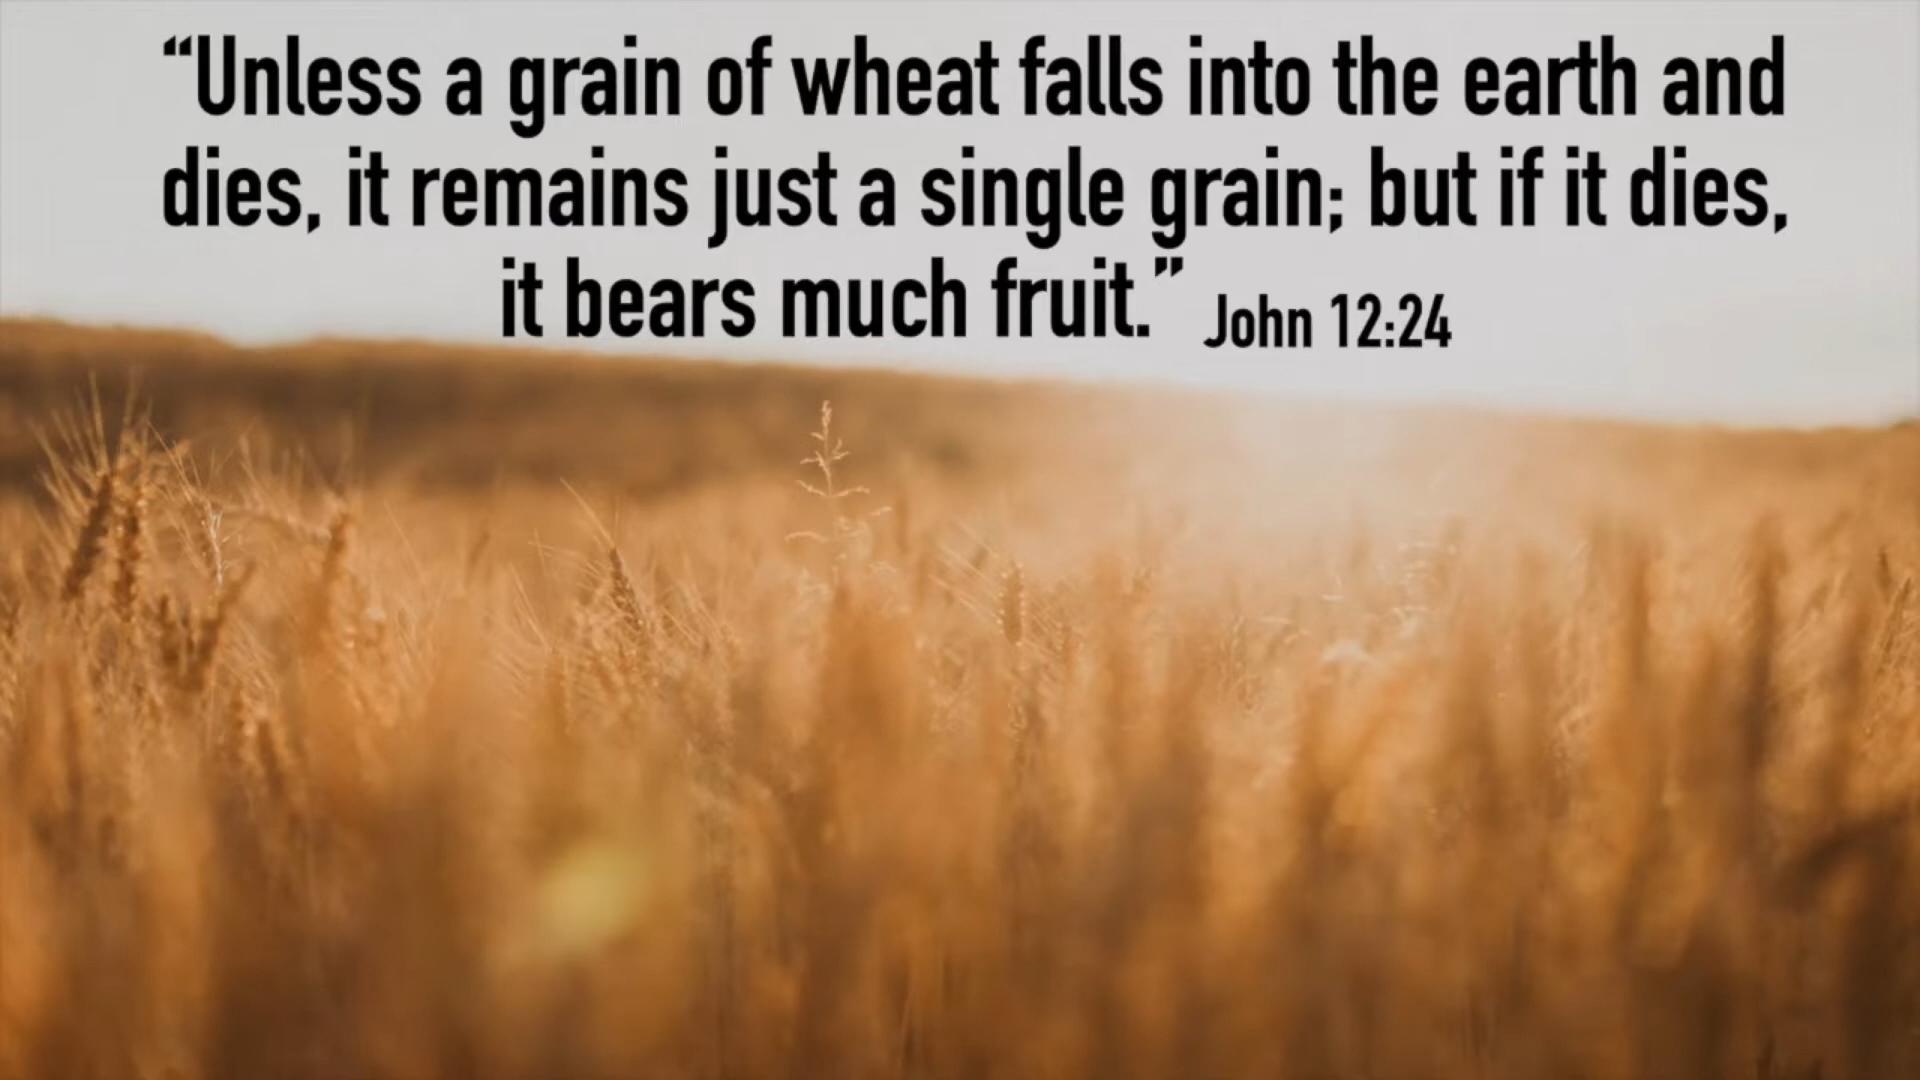 “Unless a grain of wheat falls into the earth and
dies, it remains just a single grain; but if it dies,
it bears much fruit.” John 12:24